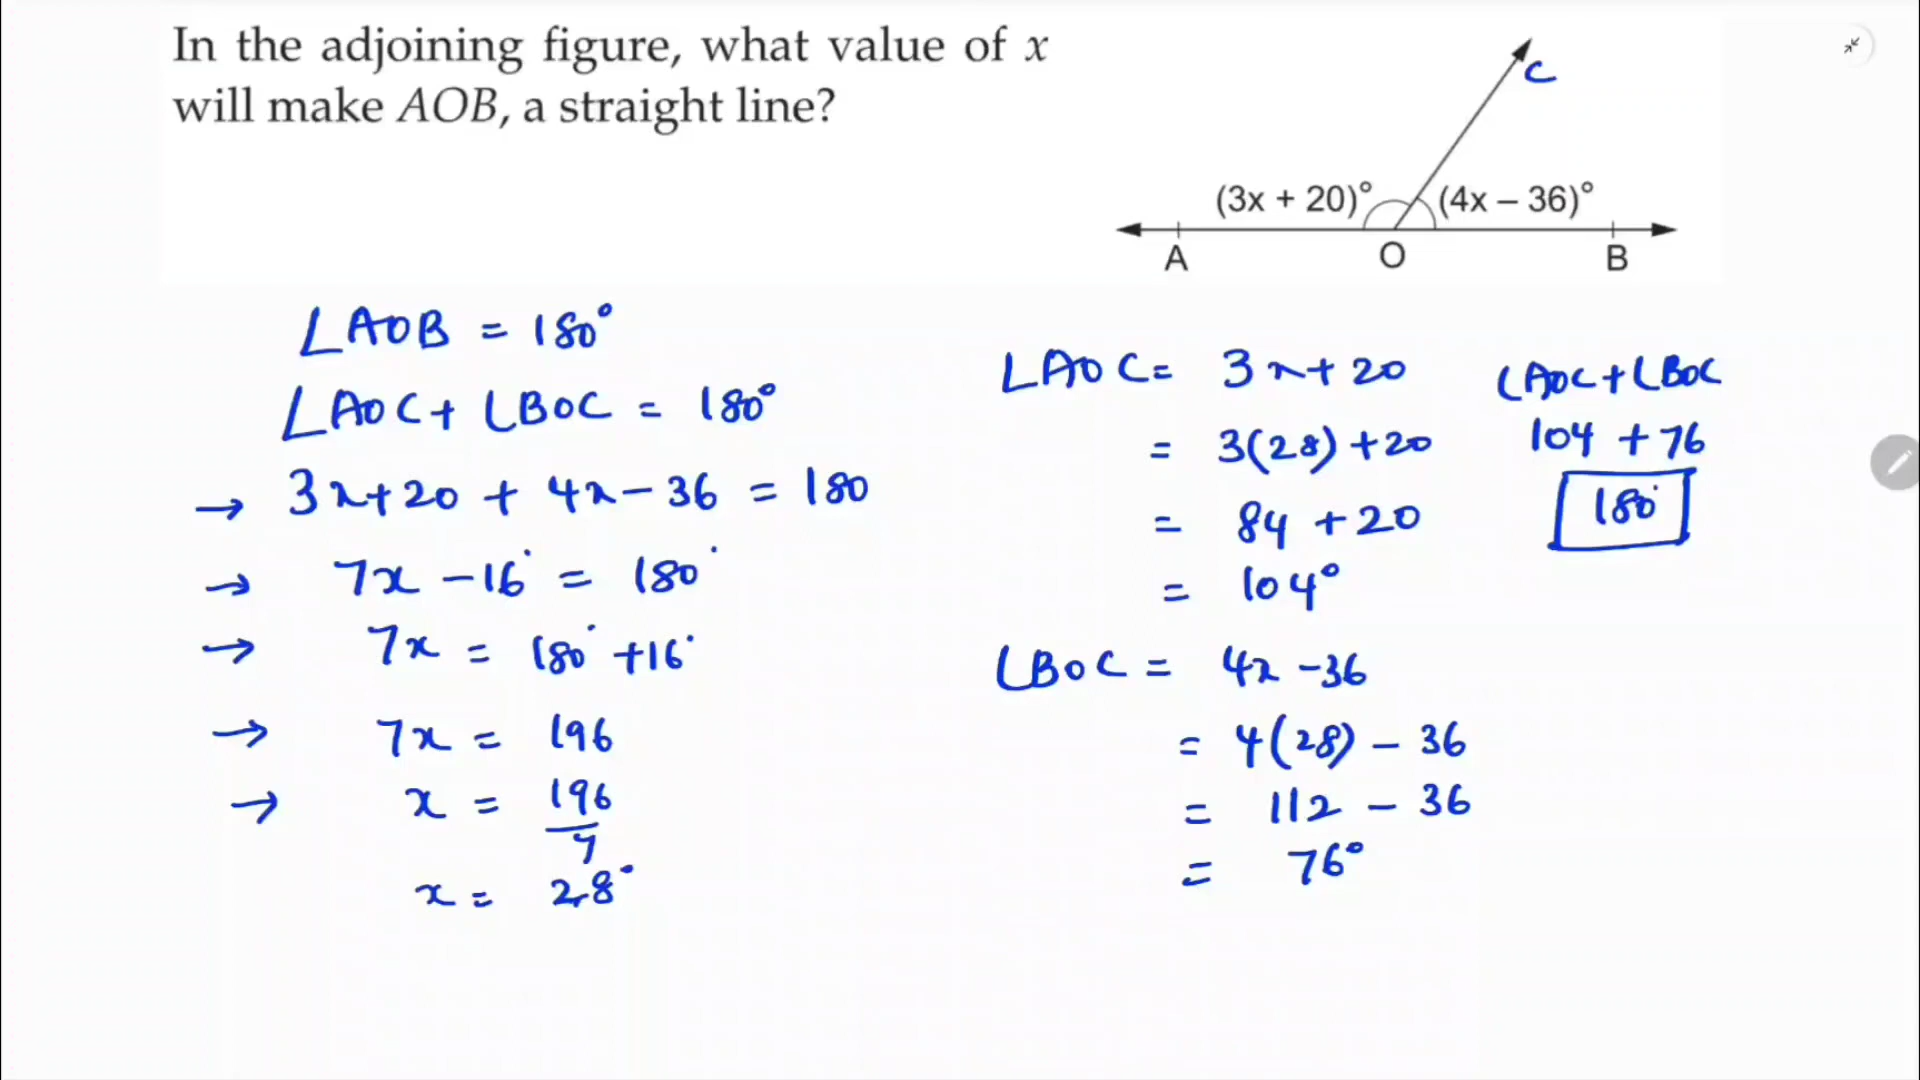 In the adjoining figure, what value of x
will make AOB, a straight line?
C
(3x + 20)°
(4x – 36)°
A
O
B
∠AOB = 180°
∠AOC + ∠BOC = 180°
→ 3x+20 + 4x-36 = 180
→ 7x -16° = 180°
→ 7x = 180° +16°
→ 7x = 196
→ x = 196/7
x = 28°
∠AOC = 3x+20
= 3(28)+20
= 84 +20
= 104°
∠BOC = 4x -36
= 4(28) - 36
= 112 - 36
= 76°
∠AOC+∠BOC
104 + 76
180°